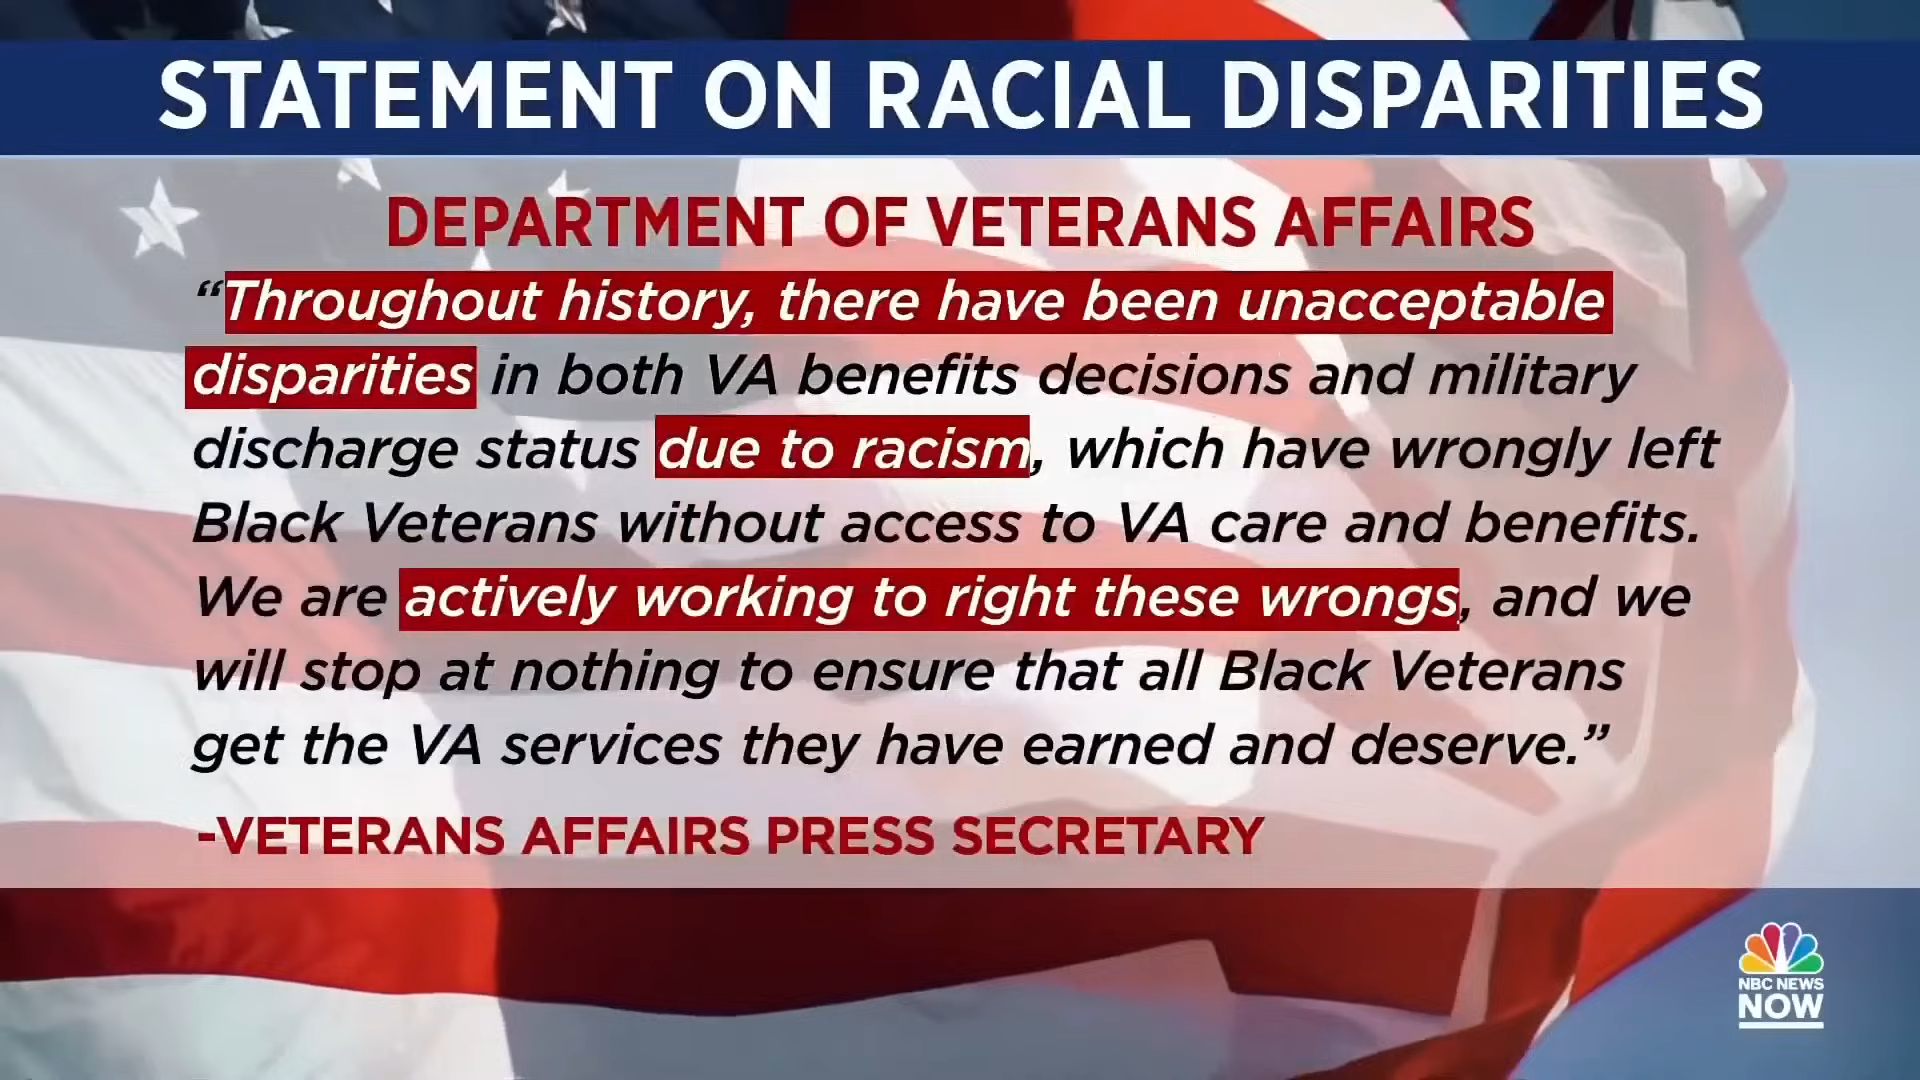 STATEMENT ON RACIAL DISPARITIES
DEPARTMENT OF VETERANS AFFAIRS
“Throughout history, there have been unacceptable
disparities in both VA benefits decisions and military
discharge status due to racism, which have wrongly left
Black Veterans without access to VA care and benefits.
We are actively working to right these wrongs, and we
will stop at nothing to ensure that all Black Veterans
get the VA services they have earned and deserve.”
-VETERANS AFFAIRS PRESS SECRETARY
NBC NEWS
NOW